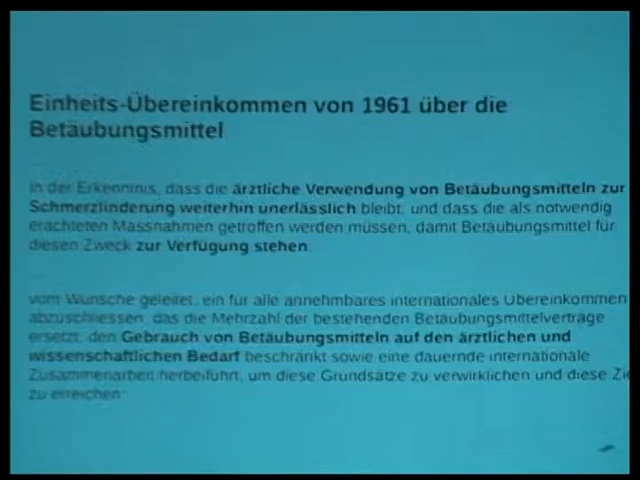 Einheits-Übereinkommen von 1961 über die
Betäubungsmittel
In der Erkenntnis, dass die ärztliche Verwendung von Betäubungsmitteln zur
Schmerzlinderung weiterhin unerlässlich bleibt, und dass die als notwendig
erachteten Massnahmen getroffen werden müssen, damit Betäubungsmittel für
diesen Zweck zur Verfügung stehen.
vom Wunsche geleitet, ein für alle annehmbares internationales Übereinkommen
abzuschliessen, das die Mehrzahl der bestehenden Betäubungsmittelverträge
ersetzt, den Gebrauch von Betäubungsmitteln auf den ärztlichen und
wissenschaftlichen Bedarf beschränkt sowie eine dauernde internationale
Zusammenarbeit herbeiführt, um diese Grundsätze zu verwirklichen und diese Zie
zu erreichen: